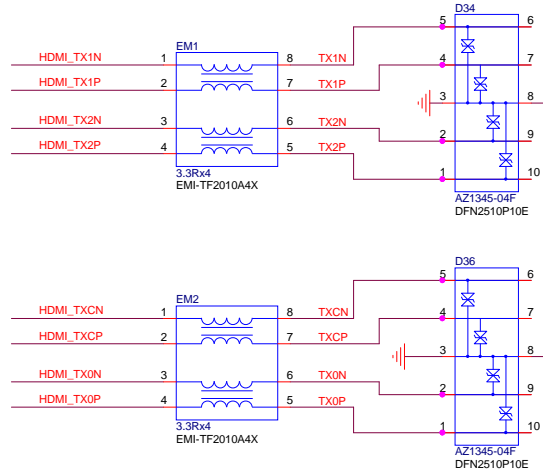 D34
EM1
5 6
HDMI_TX1N 1 8 TX1N
4 7
HDMI_TX1P 2 7 TX1P
3 8
HDMI_TX2N 3 6 TX2N
2 9
HDMI_TX2P 4 5 TX2P
1 10
3.3Rx4
EMI-TF2010A4X
AZ1345-04F
DFN2510P10E
D36
5 6
EM2
HDMI_TXCN 1 8 TXCN
4 7
HDMI_TXCP 2 7 TXCP
3 8
HDMI_TX0N 3 6 TX0N
2 9
HDMI_TX0P 4 5 TX0P
1 10
3.3Rx4
EMI-TF2010A4X
AZ1345-04F
DFN2510P10E